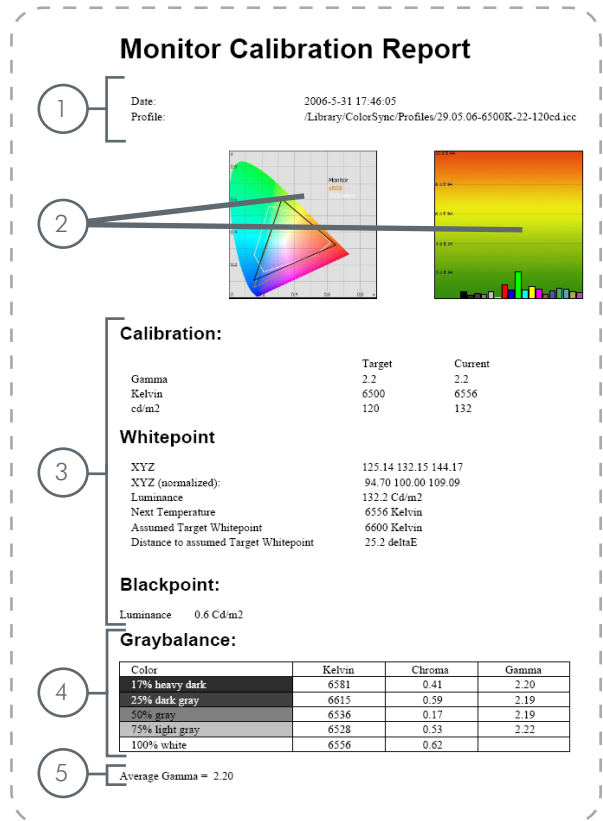 Monitor Calibration Report
1
Date: 2006-5-31 17:46:05
Profile: /Library/ColorSync/Profiles/29.05.06-6500K-22-120cd.icc
2
Monitor
sRGB
3
Calibration:
Target Current
Gamma 2.2 2.2
Kelvin 6500 6556
cd/m2 120 132
Whitepoint
XYZ 125.14 132.15 144.17
XYZ (normalized): 94.70 100.00 109.09
Luminance 132.2 Cd/m2
Next Temperature 6556 Kelvin
Assumed Target Whitepoint 6600 Kelvin
Distance to assumed Target Whitepoint 25.2 deltaE
Blackpoint:
Luminance 0.6 Cd/m2
4
Graybalance:
Color Kelvin Chroma Gamma
17% heavy dark 6581 0.41 2.20
25% dark gray 6615 0.59 2.19
50% gray 6536 0.17 2.19
75% light gray 6528 0.53 2.22
100% white 6556 0.62
5
Average Gamma = 2.20